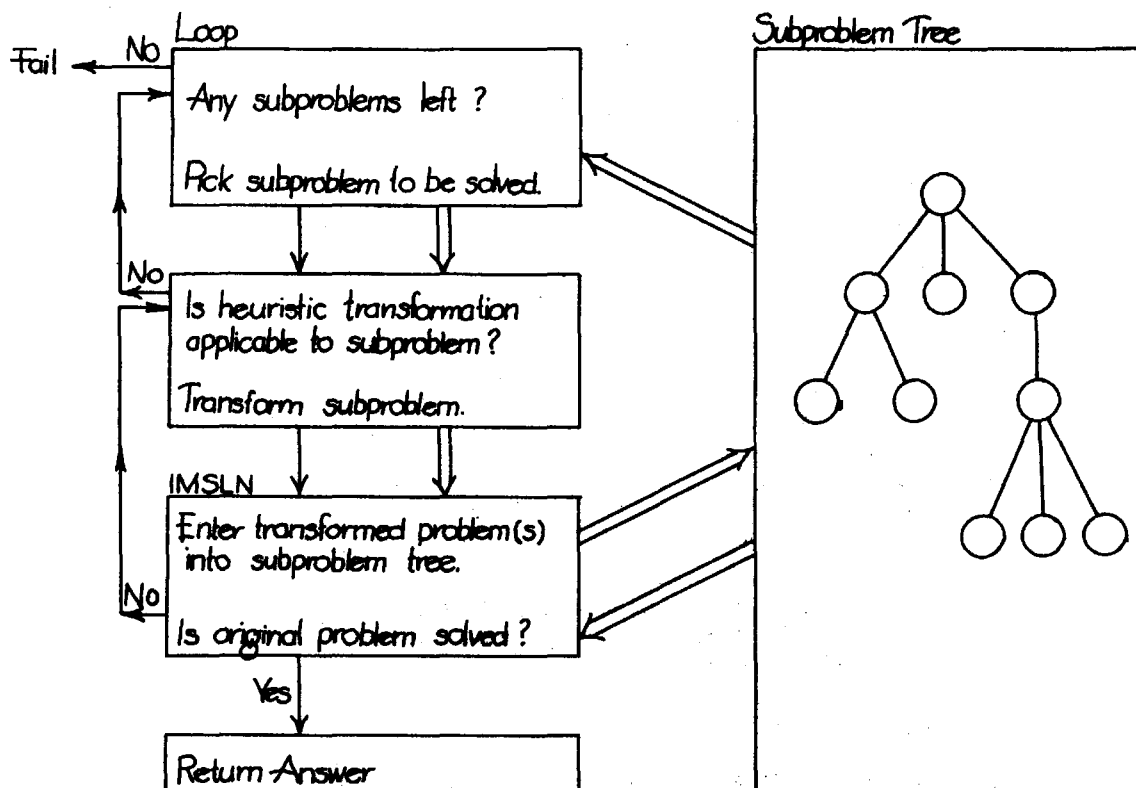 Loop
Subproblem Tree
Fail
No
Any subproblems left ?
Pick subproblem to be solved.
No
Is heuristic transformation
applicable to subproblem?
Transform subproblem.
IMSLN
Enter transformed problem(s)
into subproblem tree.
No
Is original problem solved ?
Yes
Return Answer